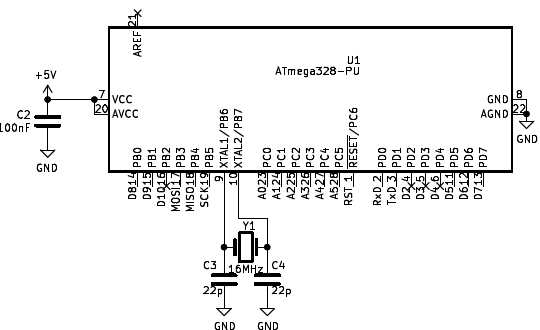 AREF 21
U1
ATmega328-PU
+5V
C2
100nF
GND
7 VCC
20 AVCC
GND 8
AGND 22
GND
PB0
PB1
PB2
PB3
PB4
PB5
XTAL1/PB6
XTAL2/PB7
PC0
PC1
PC2
PC3
PC4
PC5
RESET/PC6
PD0
PD1
PD2
PD3
PD4
PD5
PD6
PD7
D8 14
D9 15
D10 16
MOSI 17
MISO 18
SCK 19
9
10
A0 23
A1 24
A2 25
A3 26
A4 27
A5 28
RST 1
RxD 2
TxD 3
D2 4
D3 5
D4 6
D5 11
D6 12
D7 13
Y1
C3
16MHz
C4
22p
22p
GND
GND